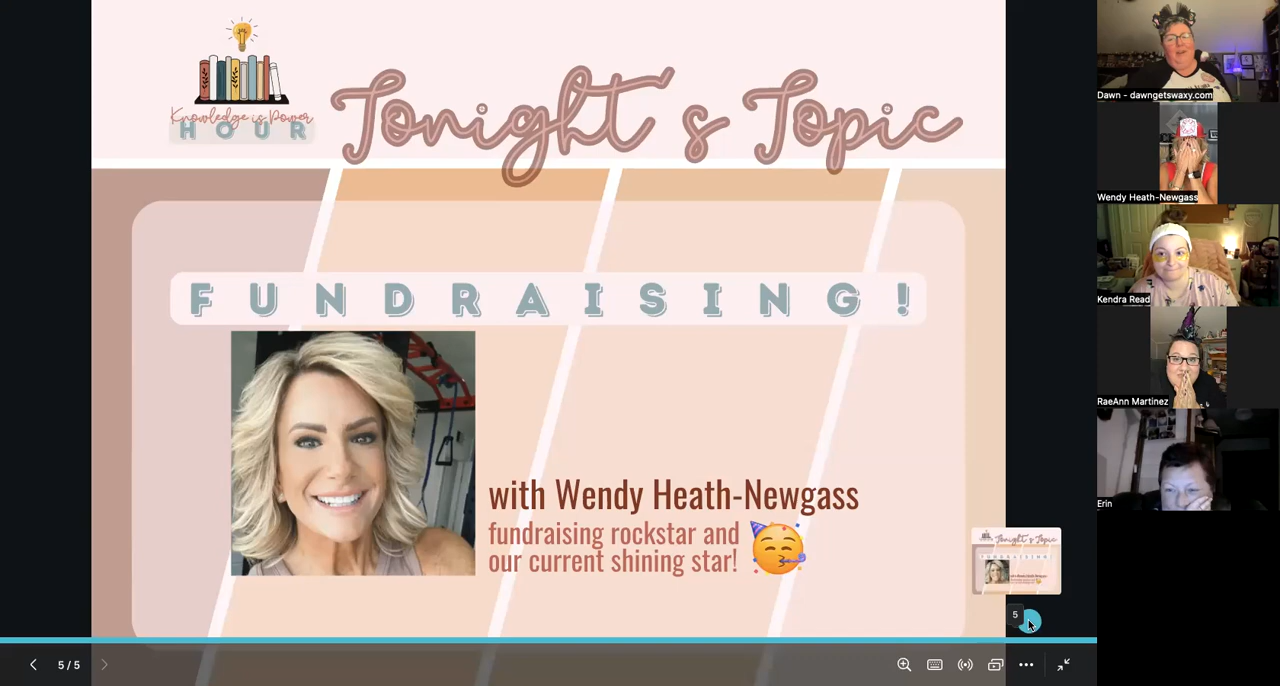 Knowledge is Power
HOUR
Tonight's Topic
FUNDRAISING!
with Wendy Heath-Newgass
fundraising rockstar and
our current shining star!
5
5 / 5
Dawn - dawngetswaxy.com
Wendy Heath-Newgass
Kendra Read
RaeAnn Martinez
Erin